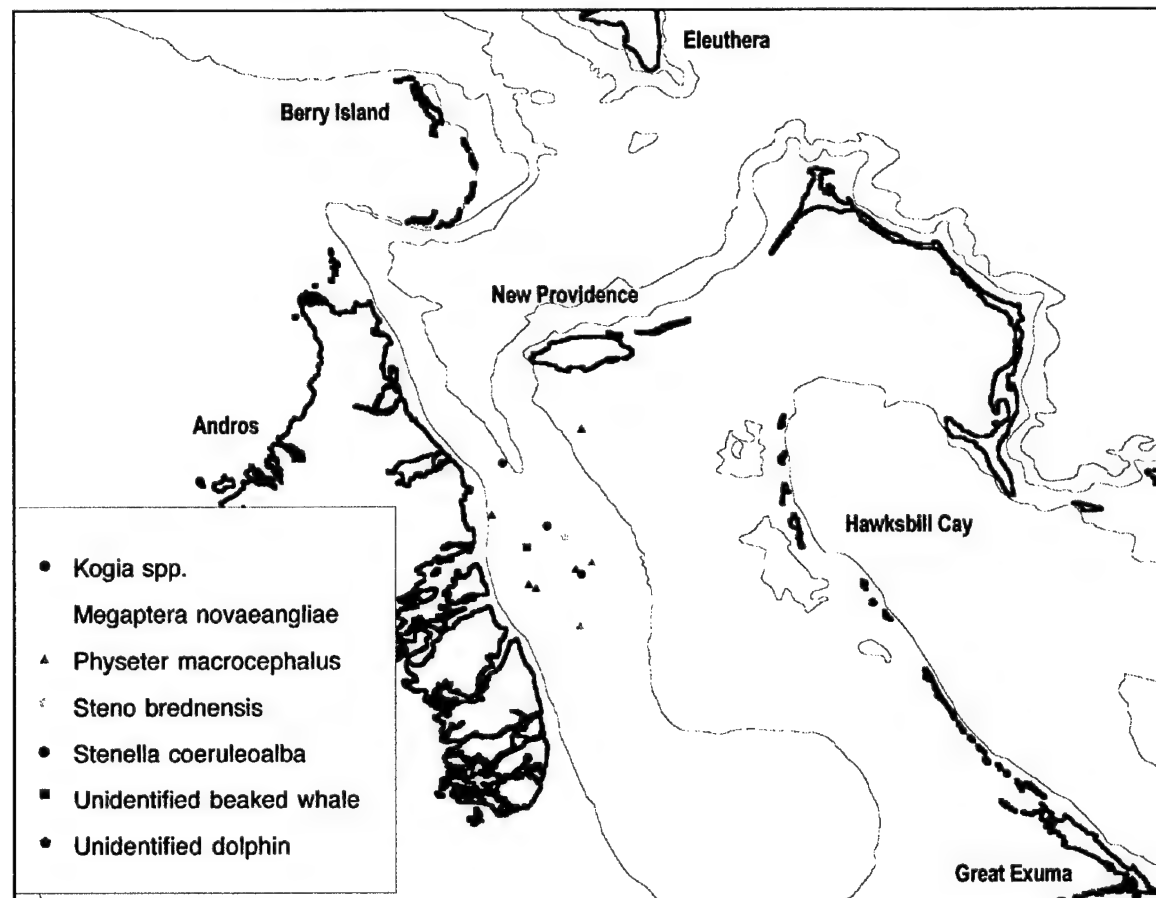 Eleuthera
Berry Island
New Providence
Andros
Hawksbill Cay
Kogia spp.
Megaptera novaeangliae
Physeter macrocephalus
Steno brednensis
Stenella coeruleoalba
Unidentified beaked whale
Unidentified dolphin
Great Exuma